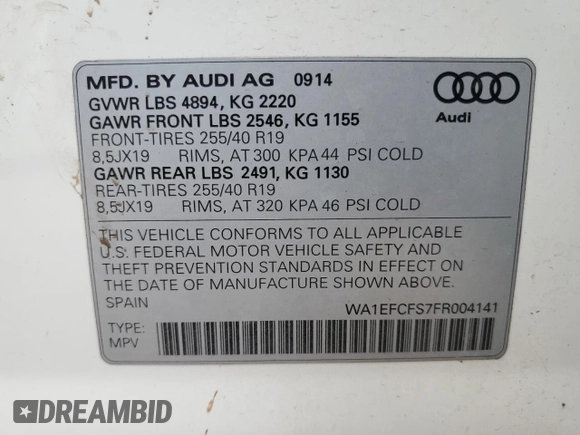 MFD. BY AUDI AG 0914
GVWR LBS 4894, KG 2220
GAWR FRONT LBS 2546, KG 1155
FRONT-TIRES 255/40 R19
8,5JX19 RIMS, AT 300 KPA 44 PSI COLD
GAWR REAR LBS 2491, KG 1130
REAR-TIRES 255/40 R19
8,5JX19 RIMS, AT 320 KPA 46 PSI COLD
Audi
THIS VEHICLE CONFORMS TO ALL APPLICABLE
U.S. FEDERAL MOTOR VEHICLE SAFETY AND
THEFT PREVENTION STANDARDS IN EFFECT ON
THE DATE OF MANUFACTURE SHOWN ABOVE.
SPAIN WA1EFCFS7FR004141
TYPE:
MPV
DREAMBID